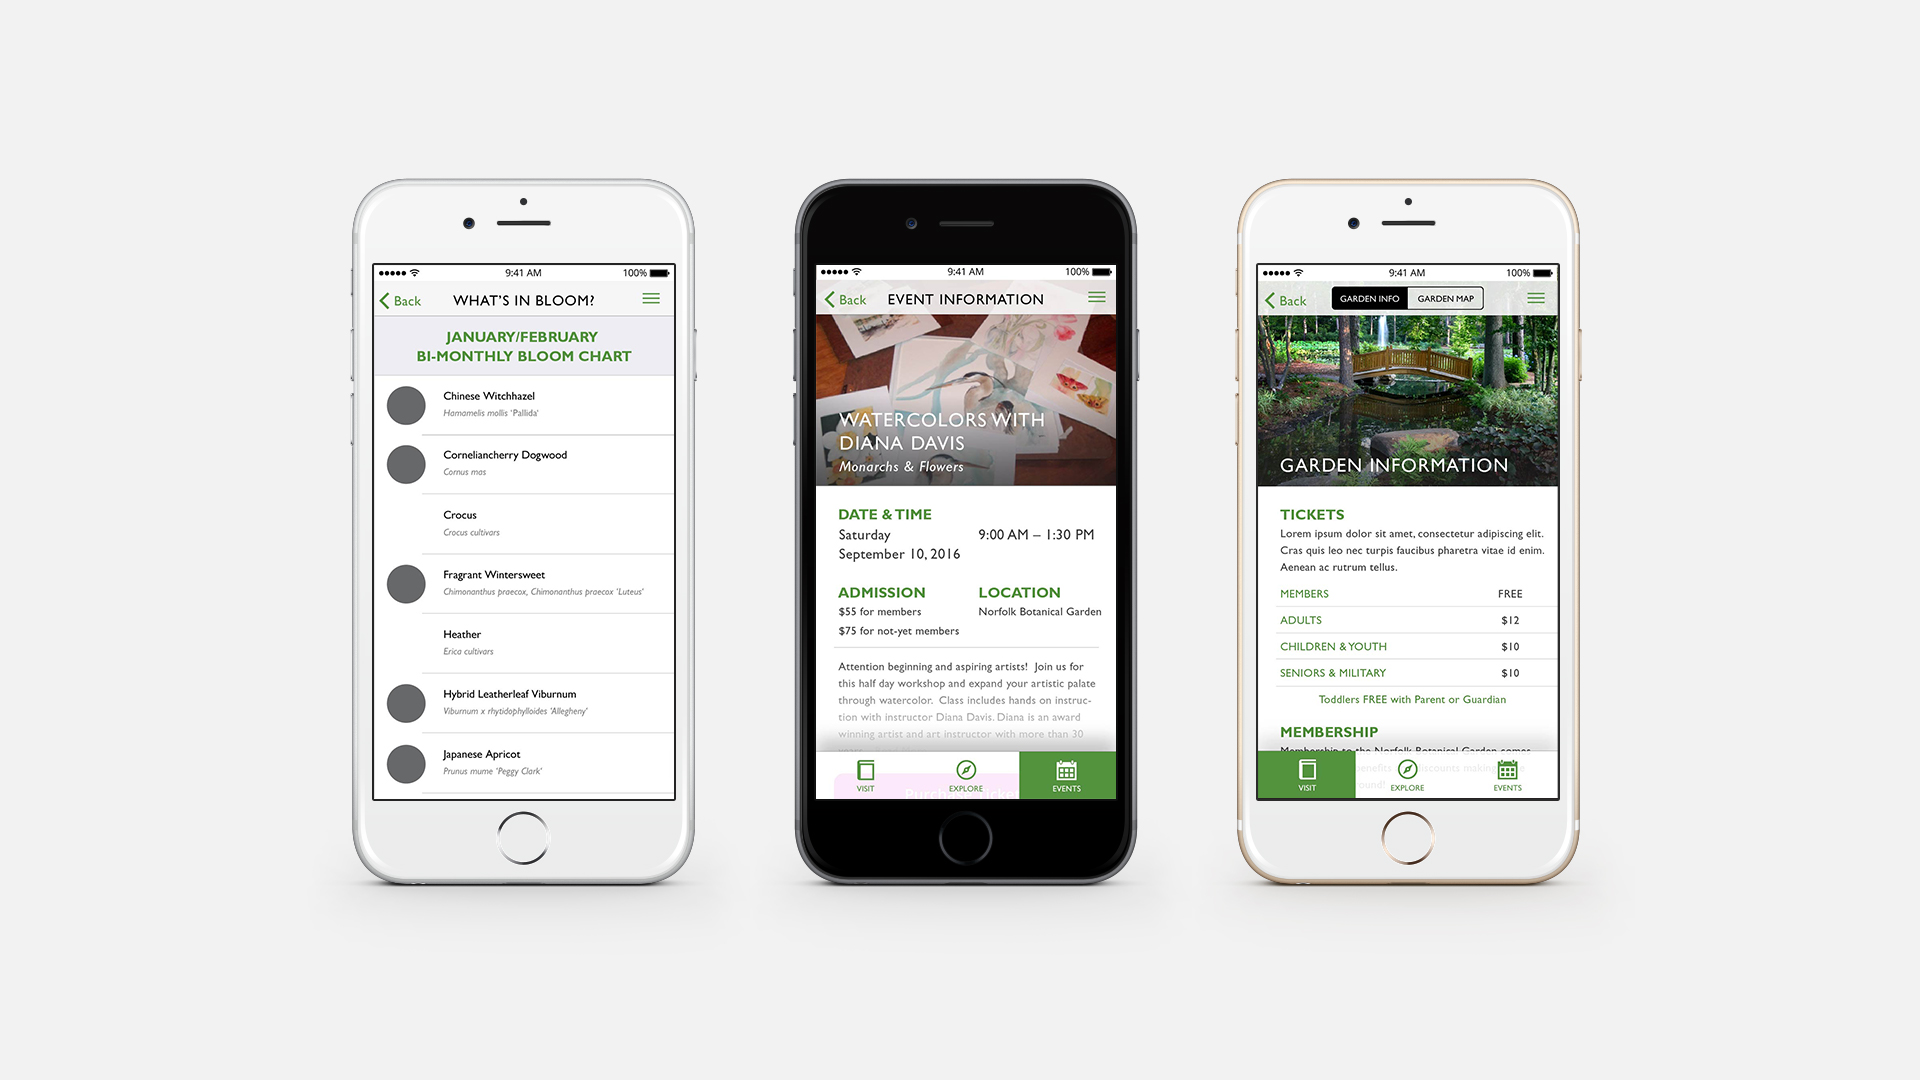 9:41 AM 100%
Back WHAT'S IN BLOOM?
JANUARY/FEBRUARY
BI-MONTHLY BLOOM CHART
Chinese Witchhazel
Hamamelis mollis 'Pallida'
Corneliancherry Dogwood
Cornus mas
Crocus
Crocus cultivars
Fragrant Wintersweet
Chimonanthus praecox, Chimonanthus praecox 'Luteus'
Heather
Erica cultivars
Hybrid Leatherleaf Viburnum
Viburnum x rhytidophylloides 'Allegheny'
Japanese Apricot
Prunus mume 'Peggy Clark'
9:41 AM 100%
Back EVENT INFORMATION
WATERCOLORS WITH
DIANA DAVIS
Monarchs & Flowers
DATE & TIME
Saturday 9:00 AM – 1:30 PM
September 10, 2016
ADMISSION LOCATION
$55 for members Norfolk Botanical Garden
$75 for not-yet members
Attention beginning and aspiring artists! Join us for
this half day workshop and expand your artistic palate
through watercolor. Class includes hands on instruc-
tion with instructor Diana Davis. Diana is an award
winning artist and art instructor with more than 30
Purchase
VISIT EXPLORE EVENTS
9:41 AM 100%
Back GARDEN INFO GARDEN MAP
GARDEN INFORMATION
TICKETS
Lorem ipsum dolor sit amet, consectetur adipiscing elit.
Cras quis leo nec turpis faucibus pharetra vitae id enim.
Aenean ac rutrum tellus.
MEMBERS FREE
ADULTS $12
CHILDREN & YOUTH $10
SENIORS & MILITARY $10
Toddlers FREE with Parent or Guardian
MEMBERSHIP
Membership to the Norfolk Botanical Garden comes
benefits discounts making
VISIT EXPLORE EVENTS